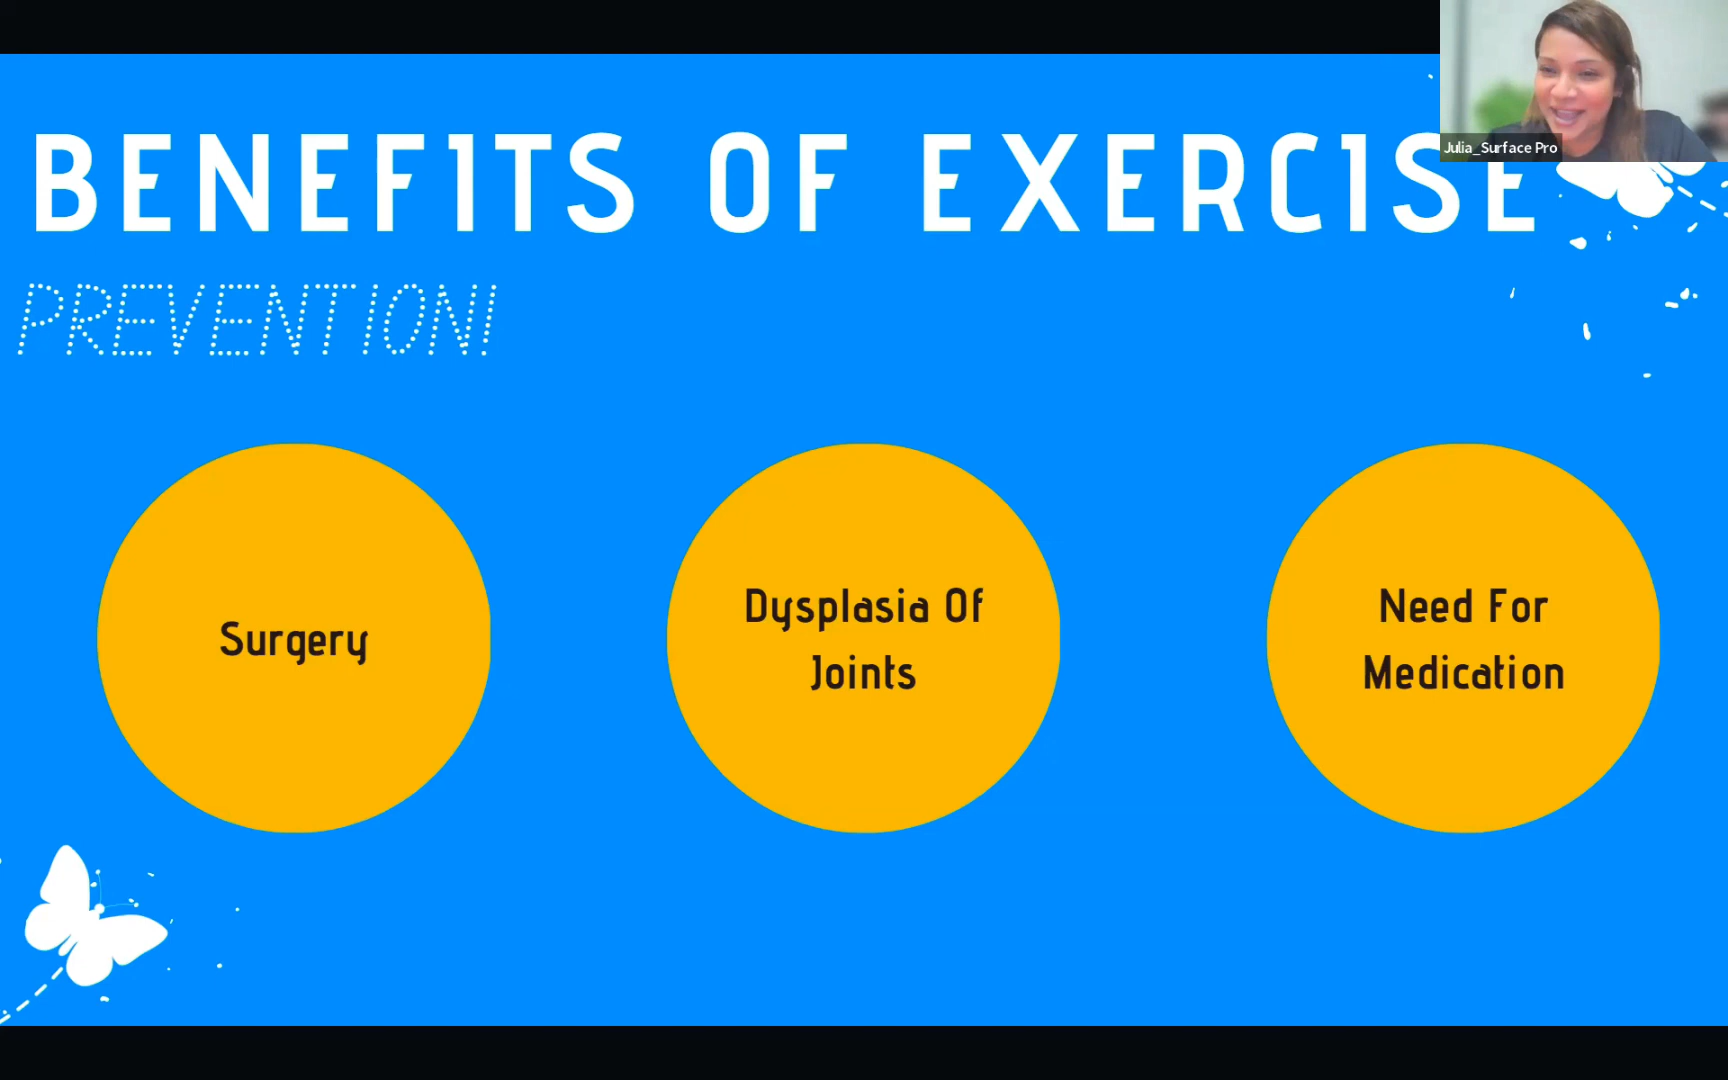 BENEFITS OF EXERCISE
PREVENTION!
Surgery
Dysplasia Of
Joints
Need For
Medication
Julia_Surface Pro